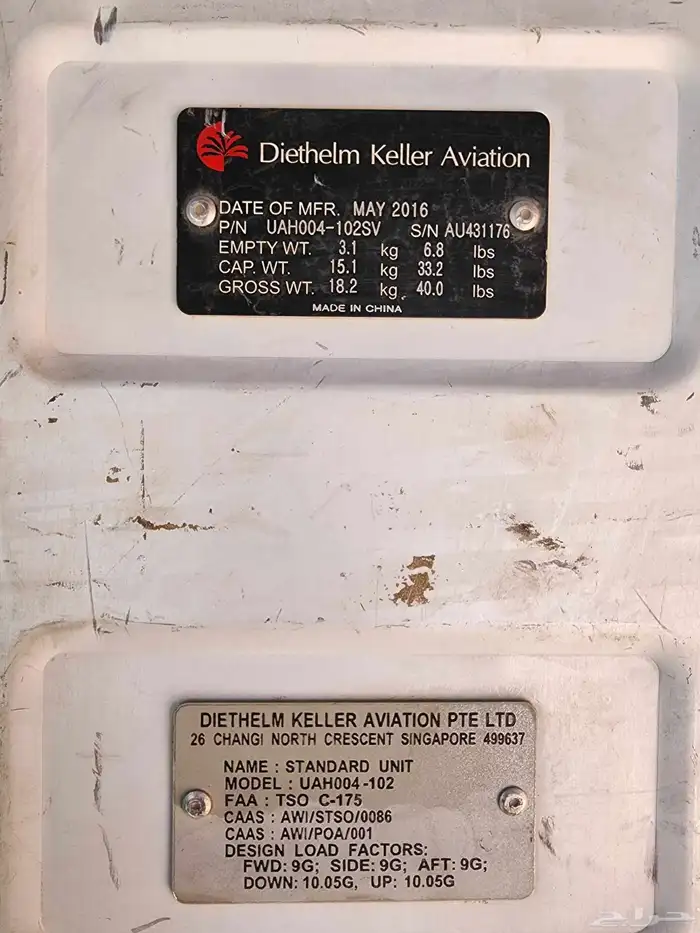 Diethelm Keller Aviation
DATE OF MFR. MAY 2016
P/N UAH004-102SV S/N AU431176
EMPTY WT. 3.1 kg 6.8 lbs
CAP. WT. 15.1 kg 33.2 lbs
GROSS WT. 18.2 kg. 40.0 lbs
MADE IN CHINA
DIETHELM KELLER AVIATION PTE LTD
26 CHANGI NORTH CRESCENT SINGAPORE 499637
NAME : STANDARD UNIT
MODEL : UAH004-102
FAA : TSO C-175
CAAS : AWI/STSO/0086
CAAS : AWI/POA/001
DESIGN LOAD FACTORS:
FWD: 9G; SIDE: 9G; AFT: 9G;
DOWN: 10.05G, UP: 10.05G
حراج